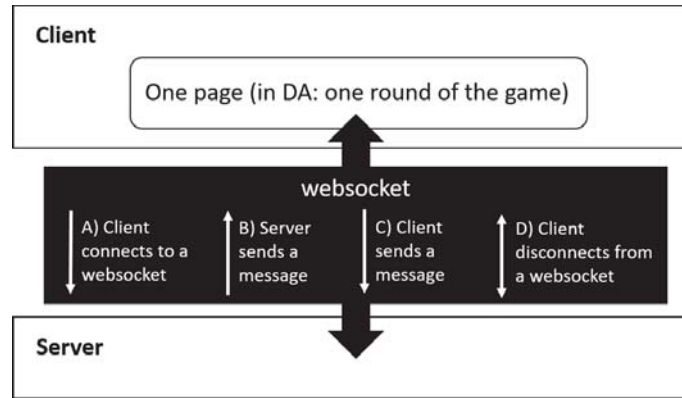 Client
One page (in DA: one round of the game)
websocket
A) Client
connects to a
websocket
B) Server
sends a
message
C) Client
sends a
message
D) Client
disconnects from
a websocket
Server